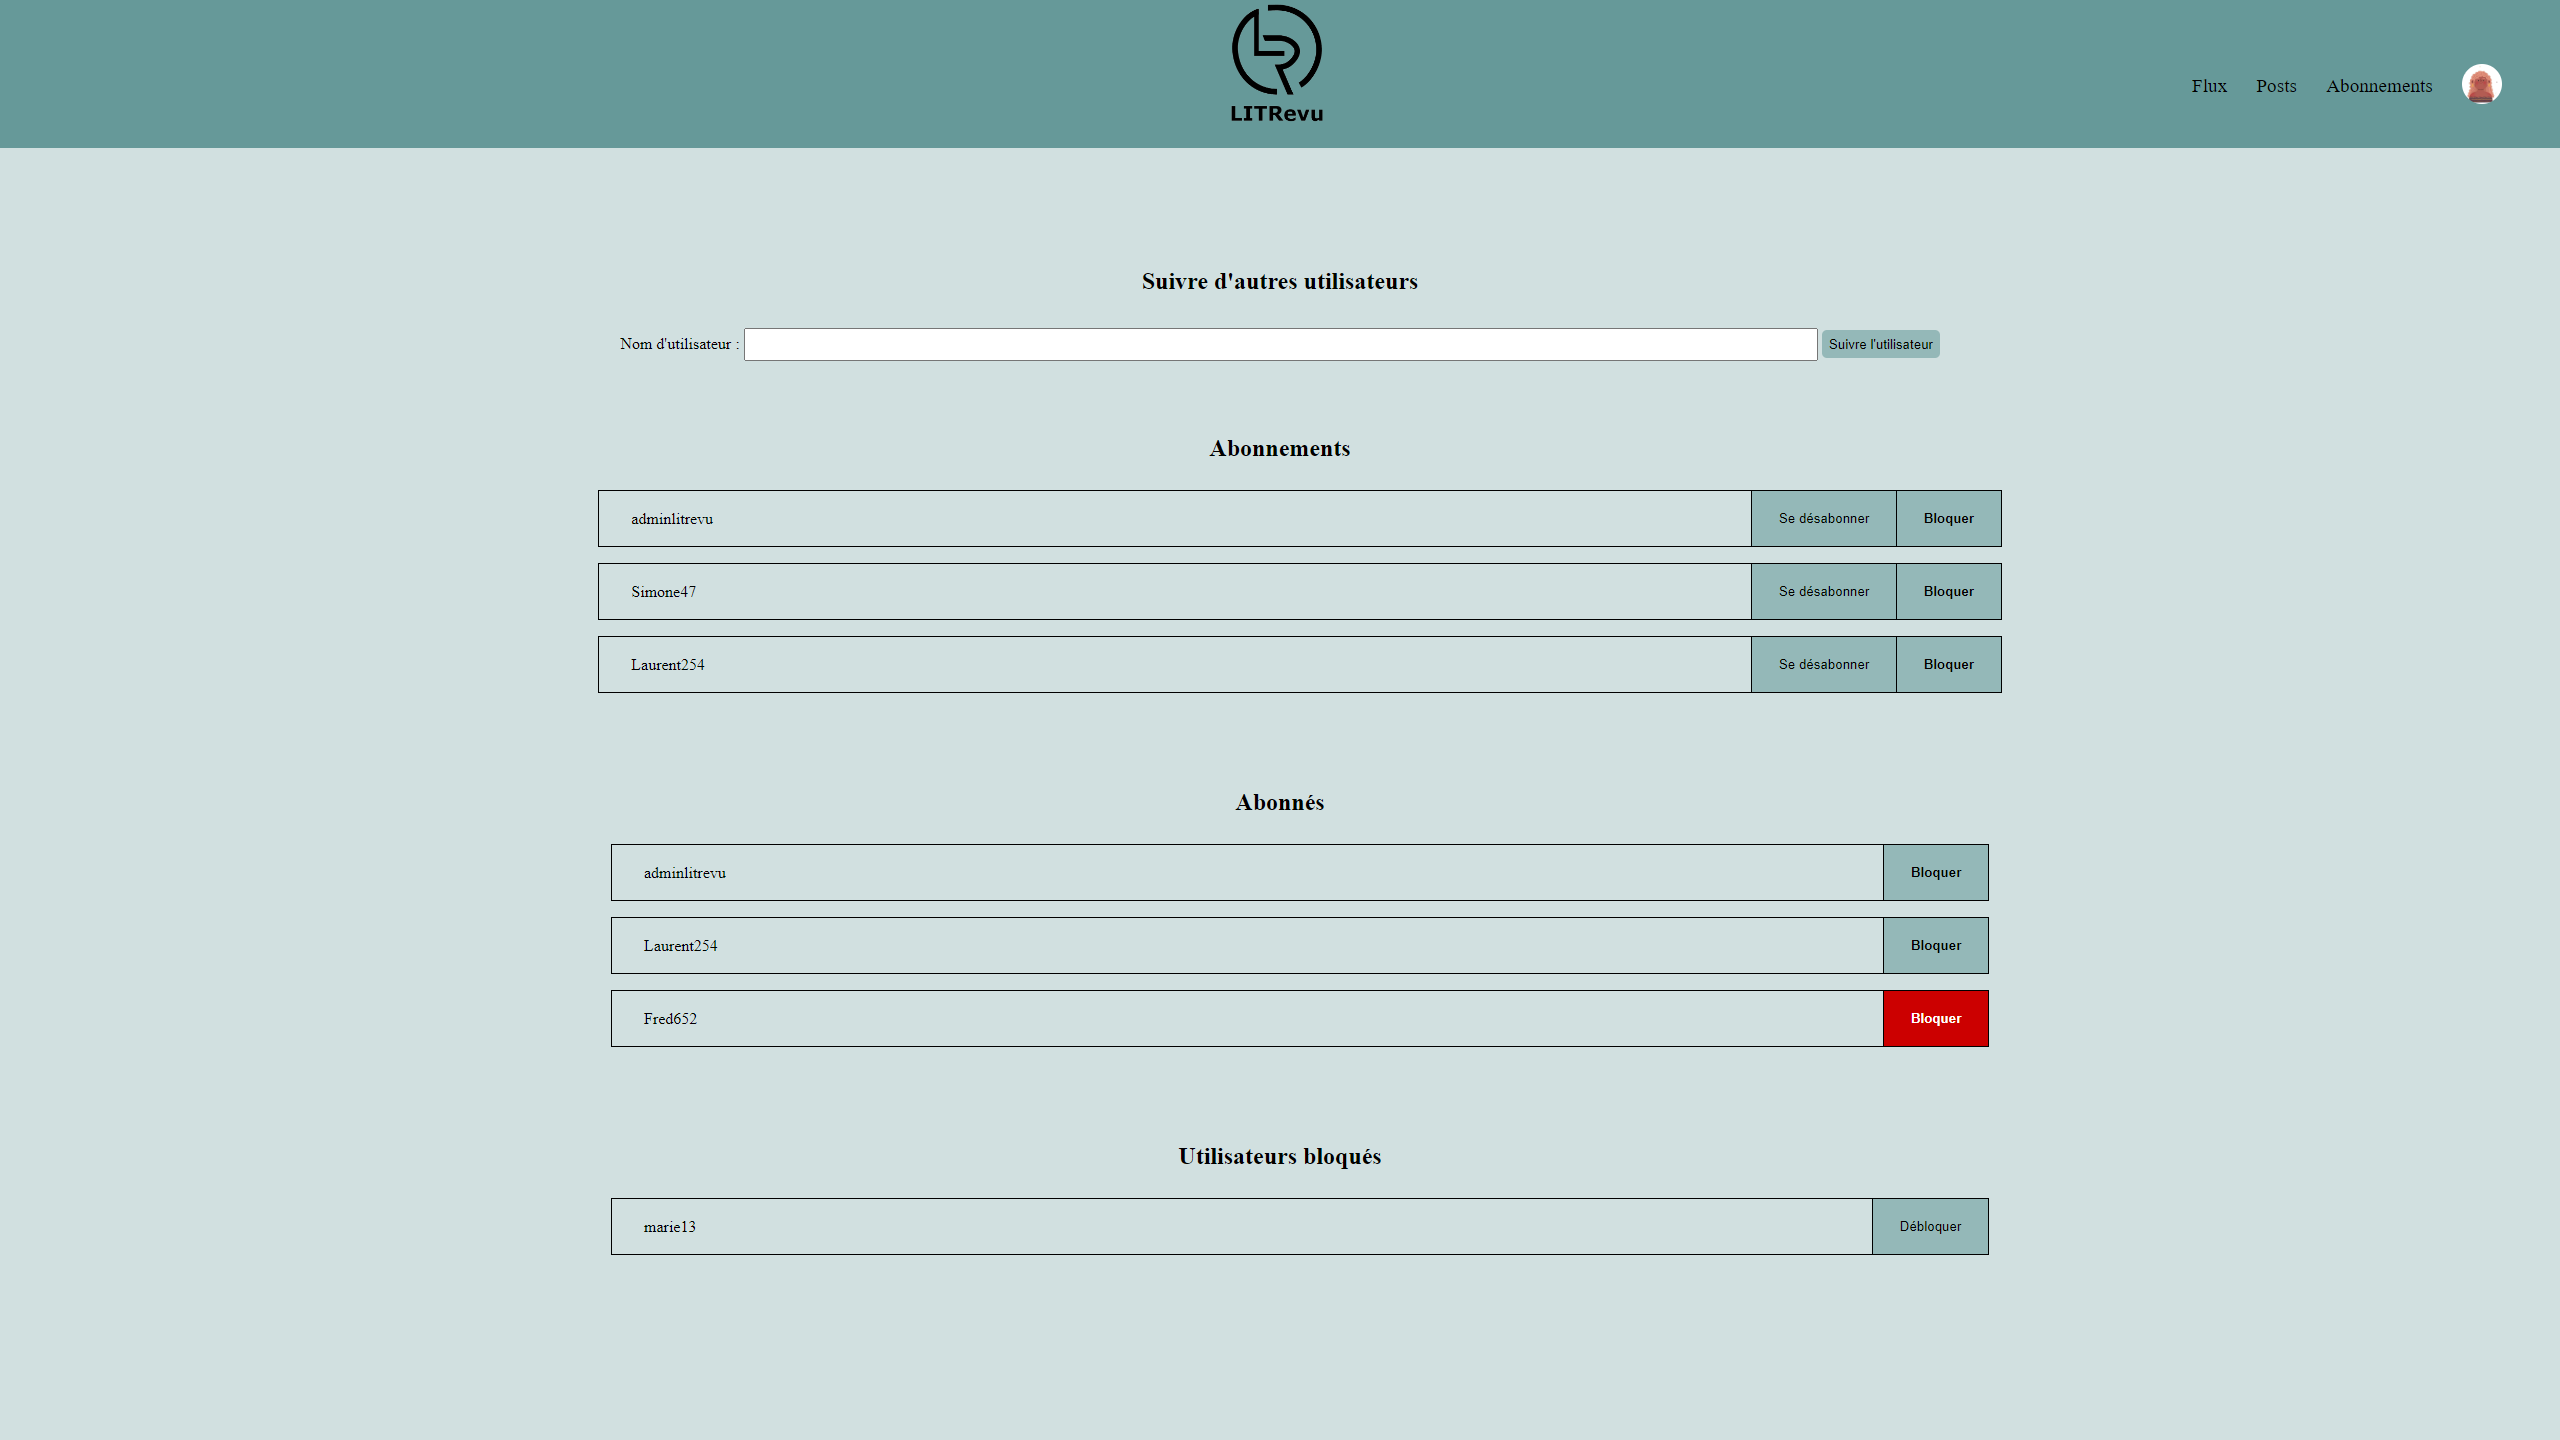 LITRevu
Flux Posts Abonnements
Suivre d'autres utilisateurs
Nom d'utilisateur : Suivre l'utilisateur
Abonnements
adminlitrevu Se désabonner Bloquer
Simone47 Se désabonner Bloquer
Laurent254 Se désabonner Bloquer
Abonnés
adminlitrevu Bloquer
Laurent254 Bloquer
Fred652 Bloquer
Utilisateurs bloqués
marie13 Débloquer